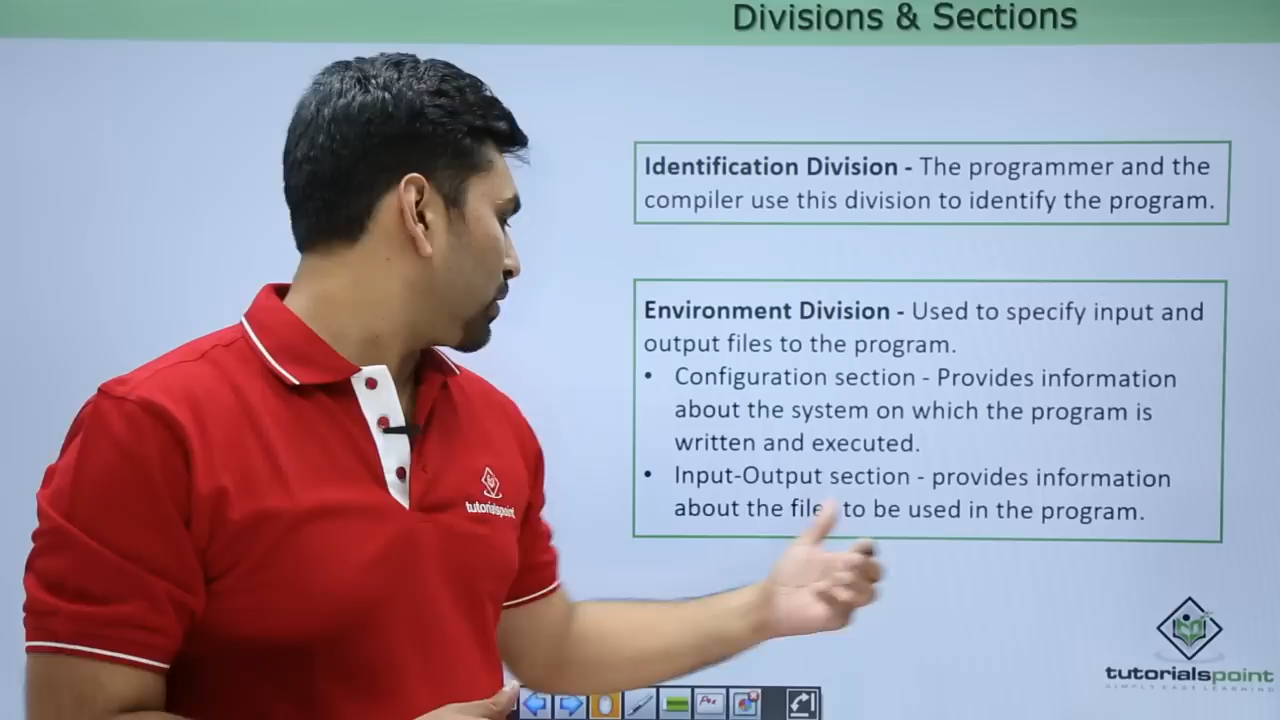 Divisions & Sections
Identification Division - The programmer and the
compiler use this division to identify the program.
Environment Division - Used to specify input and
output files to the program.
• Configuration section - Provides information
about the system on which the program is
written and executed.
• Input-Output section - provides information
about the files to be used in the program.
tutorialspoint
tutorialspoint
SIMPLY EASY LEARNING